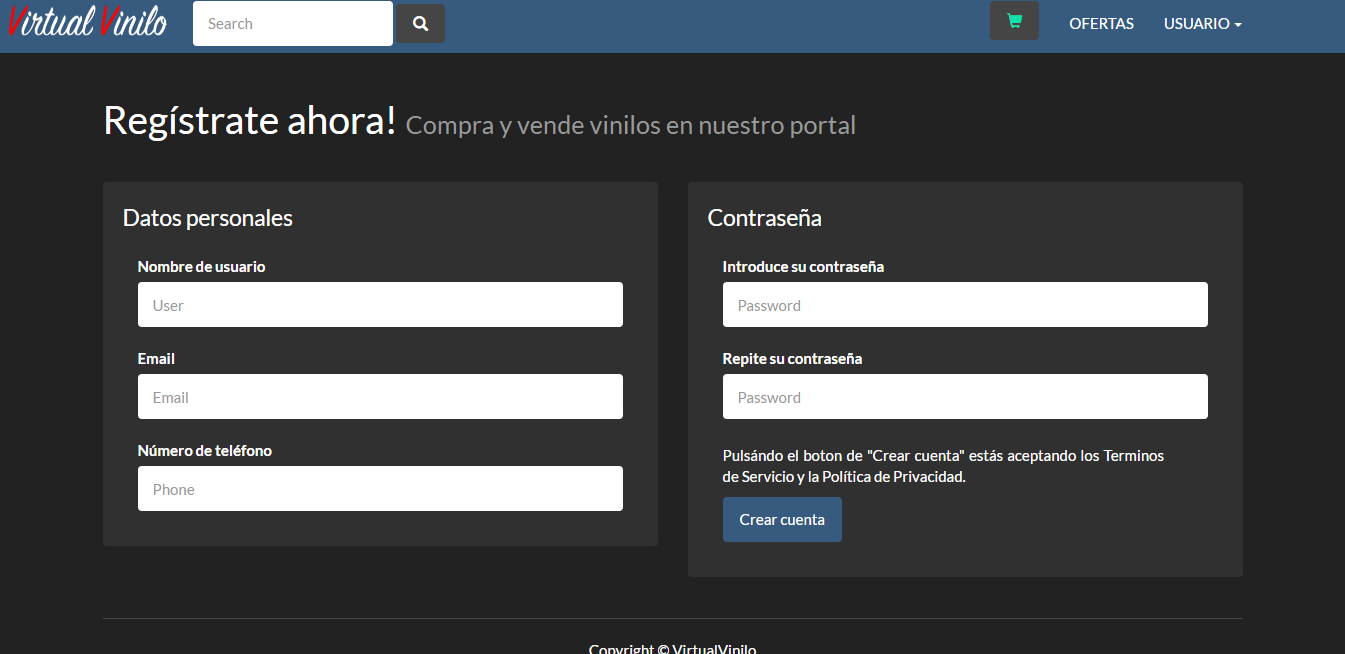 Virtual Vinilo Search OFERTAS USUARIO
Regístrate ahora! Compra y vende vinilos en nuestro portal
Datos personales
Nombre de usuario
User
Email
Email
Número de teléfono
Phone
Contraseña
Introduce su contraseña
Password
Repite su contraseña
Password
Pulsándo el boton de "Crear cuenta" estás aceptando los Terminos
de Servicio y la Política de Privacidad.
Crear cuenta
Copyright © VirtualVinilo